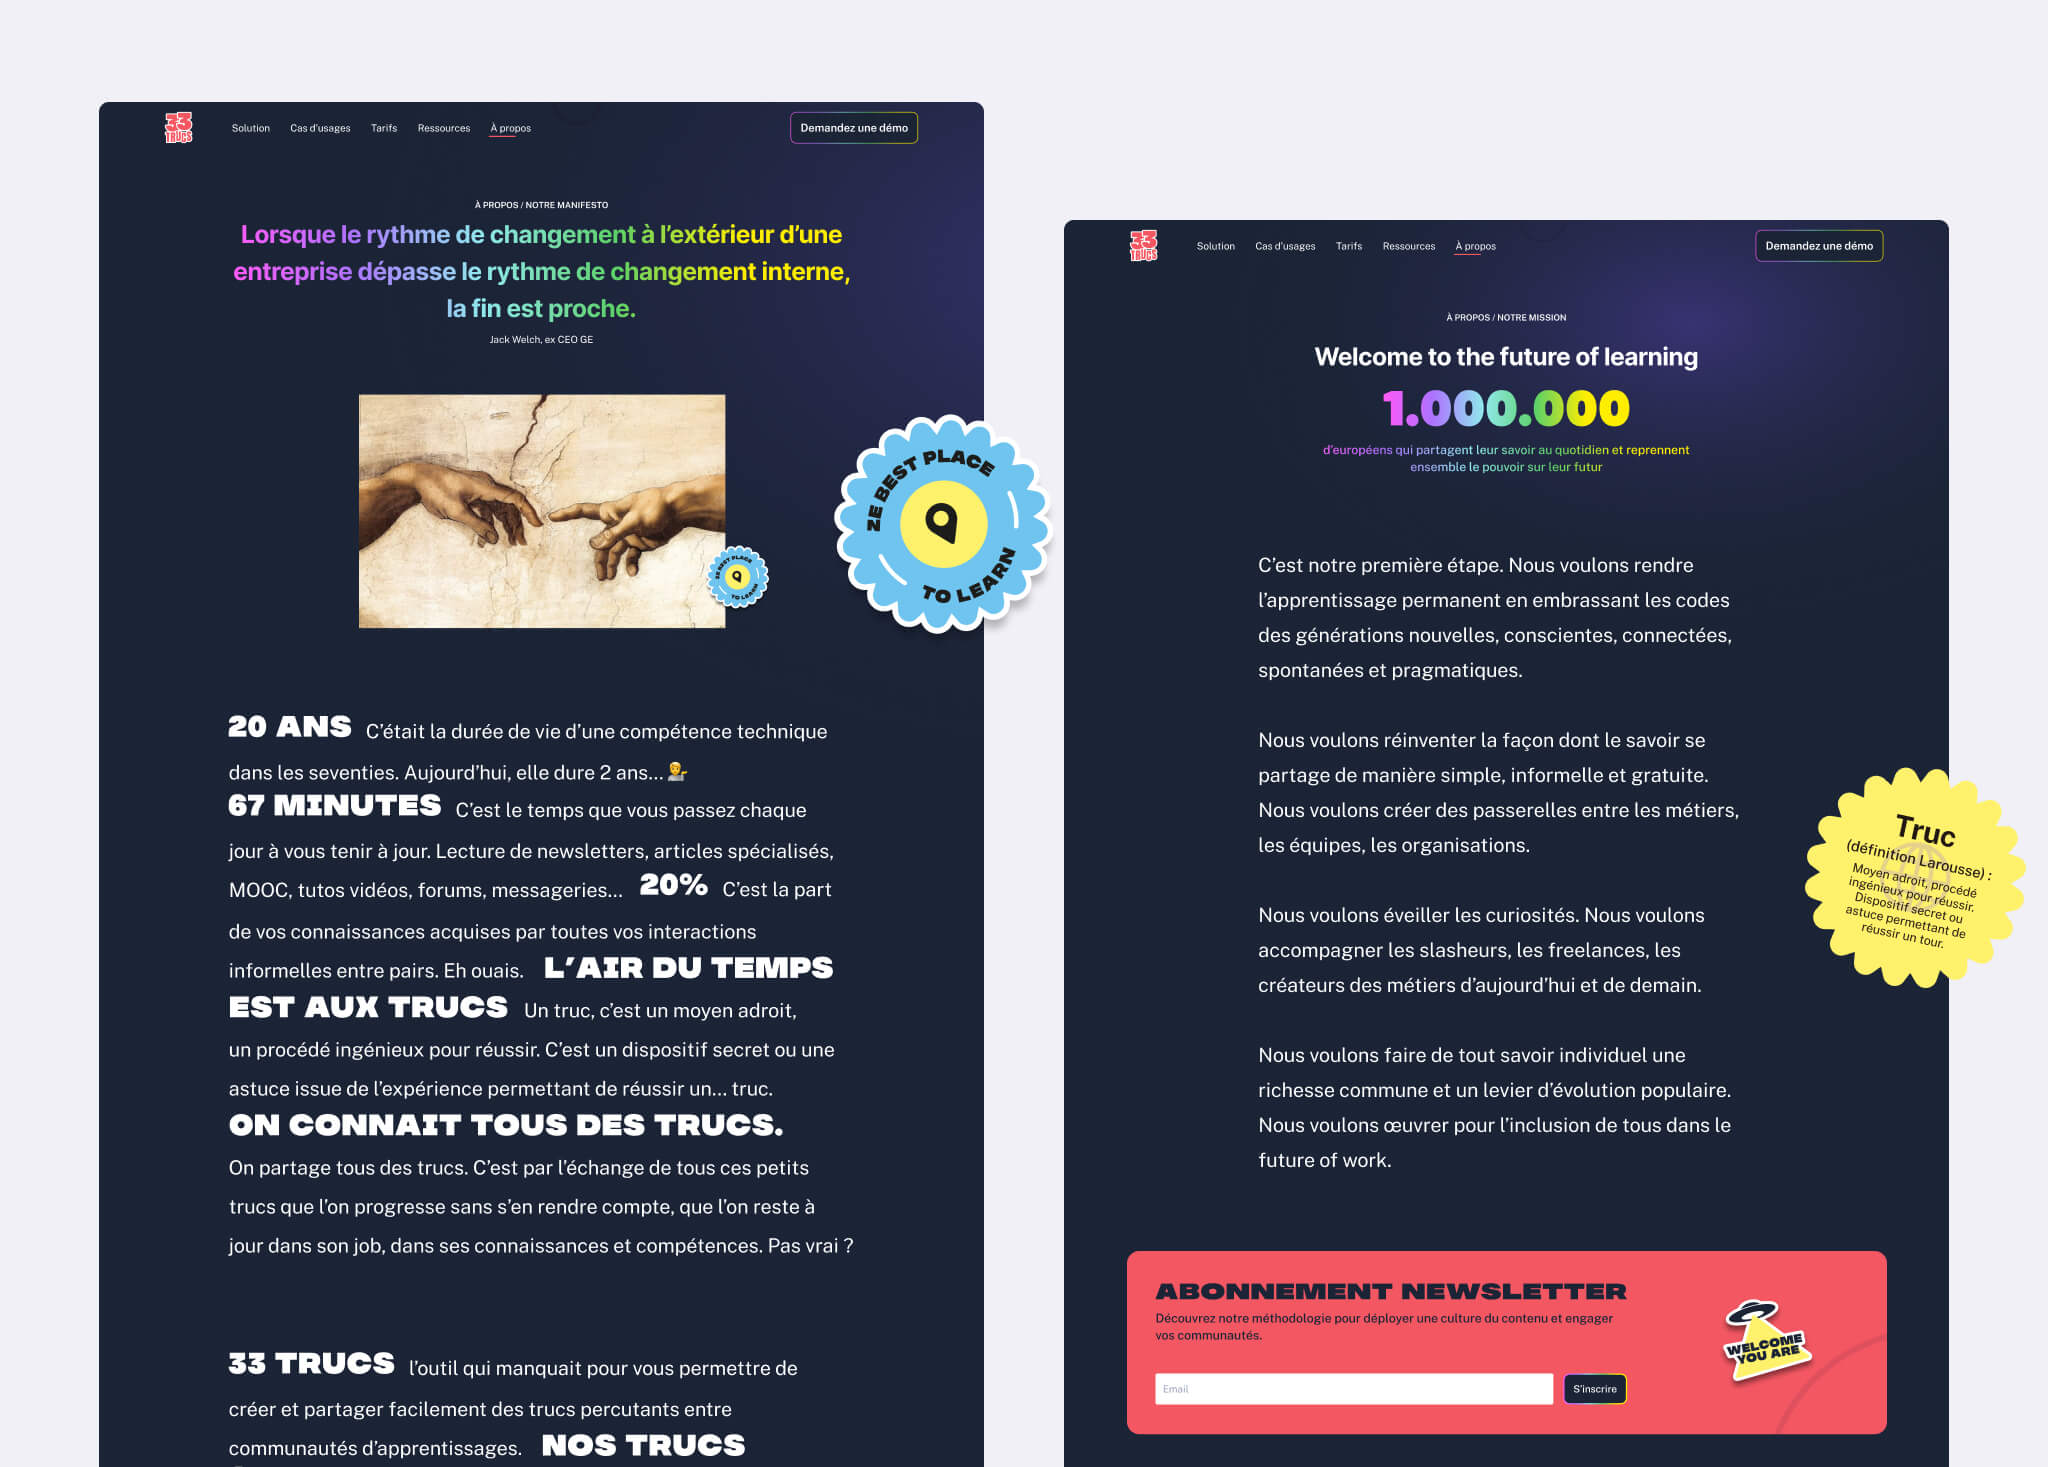 33
TRUCS
Solution
Cas d'usages
Tarifs
Ressources
À propos
Demandez une démo
À PROPOS / NOTRE MANIFESTO
Lorsque le rythme de changement à l'extérieur d'une
entreprise dépasse le rythme de changement interne,
la fin est proche.
Jack Welch, ex CEO GE
ZE BEST PLACE
TO LEARN
ZE BEST PLACE
TO LEARN
20 ANS C'était la durée de vie d'une compétence technique
dans les seventies. Aujourd'hui, elle dure 2 ans...
67 MINUTES C'est le temps que vous passez chaque
jour à vous tenir à jour. Lecture de newsletters, articles spécialisés,
MOOC, tutos vidéos, forums, messageries... 20% C'est la part
de vos connaissances acquises par toutes vos interactions
informelles entre pairs. Eh ouais. L'AIR DU TEMPS
EST AUX TRUCS Un truc, c'est un moyen adroit,
un procédé ingénieux pour réussir. C'est un dispositif secret ou une
astuce issue de l'expérience permettant de réussir un... truc.
ON CONNAIT TOUS DES TRUCS.
On partage tous des trucs. C'est par l'échange de tous ces petits
trucs que l'on progresse sans s'en rendre compte, que l'on reste à
jour dans son job, dans ses connaissances et compétences. Pas vrai ?
33 TRUCS l'outil qui manquait pour vous permettre de
créer et partager facilement des trucs percutants entre
communautés d'apprentissages. NOS TRUCS
33
TRUCS
Solution
Cas d'usages
Tarifs
Ressources
À propos
Demandez une démo
À PROPOS / NOTRE MISSION
Welcome to the future of learning
1.000.000
d'européens qui partagent leur savoir au quotidien et reprennent
ensemble le pouvoir sur leur futur
C'est notre première étape. Nous voulons rendre
l'apprentissage permanent en embrassant les codes
des générations nouvelles, conscientes, connectées,
spontanées et pragmatiques.
Nous voulons réinventer la façon dont le savoir se
partage de manière simple, informelle et gratuite.
Nous voulons créer des passerelles entre les métiers,
les équipes, les organisations.
Nous voulons éveiller les curiosités. Nous voulons
accompagner les slasheurs, les freelances, les
créateurs des métiers d'aujourd'hui et de demain.
Nous voulons faire de tout savoir individuel une
richesse commune et un levier d'évolution populaire.
Nous voulons œuvrer pour l'inclusion de tous dans le
future of work.
Truc
(définition Larousse) :
Moyen adroit, procédé
ingénieux pour réussir.
Dispositif secret ou
astuce permettant de
réussir un tour.
ABONNEMENT NEWSLETTER
Découvrez notre méthodologie pour déployer une culture du contenu et engager
vos communautés.
Email
S'inscrire
WELCOME
YOU ARE